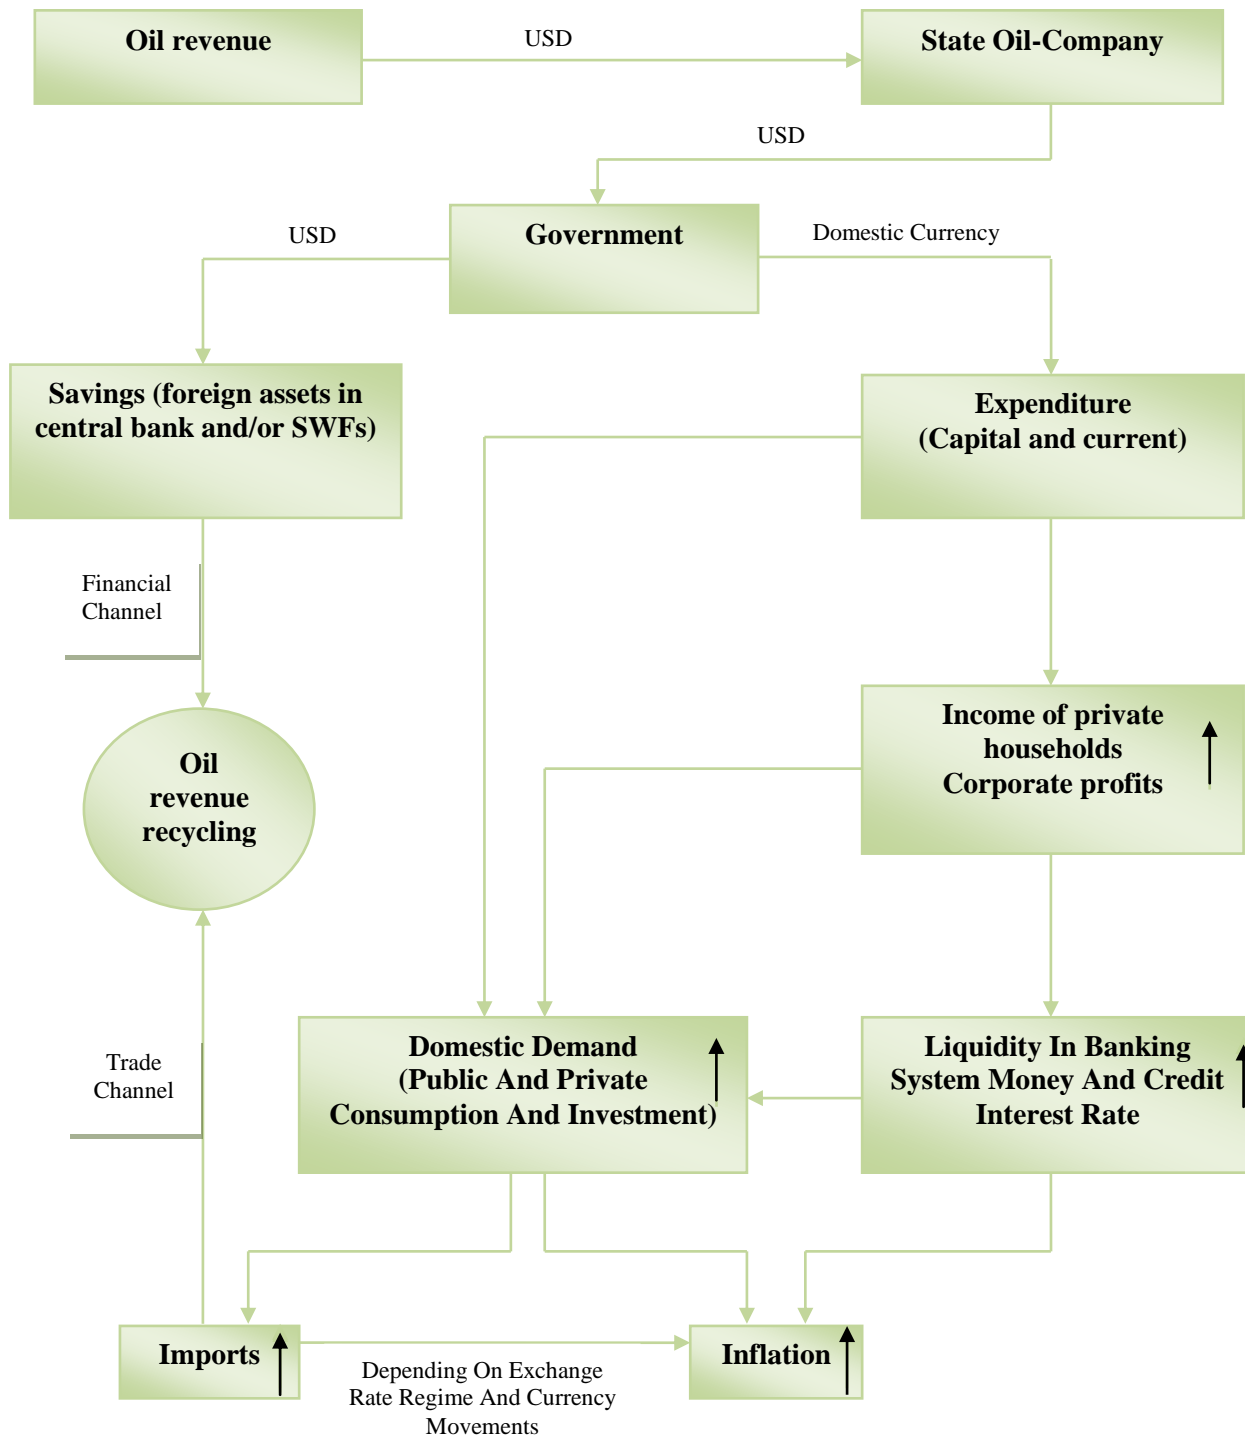 Oil revenue
USD
State Oil-Company
USD
Government
USD
Domestic Currency
Savings (foreign assets in
central bank and/or SWFs)
Expenditure
(Capital and current)
Financial
Channel
Income of private
households
Corporate profits
Oil
revenue
recycling
Trade
Channel
Domestic Demand
(Public And Private
Consumption And Investment)
Liquidity In Banking
System Money And Credit
Interest Rate
Imports
Depending On Exchange
Rate Regime And Currency
Movements
Inflation